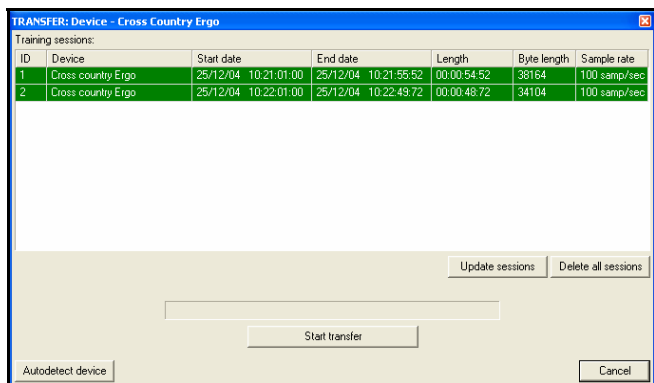 TRANSFER: Device - Cross Country Ergo
Training sessions:
ID Device Start date End date Length Byte length Sample rate
1 Cross country Ergo 25/12/04 10:21:01:00 25/12/04 10:21:55:52 00:00:54:52 38164 100 samp/sec
2 Cross country Ergo 25/12/04 10:22:01:00 25/12/04 10:22:49:72 00:00:48:72 34104 100 samp/sec
Update sessions Delete all sessions
Start transfer
Autodetect device Cancel